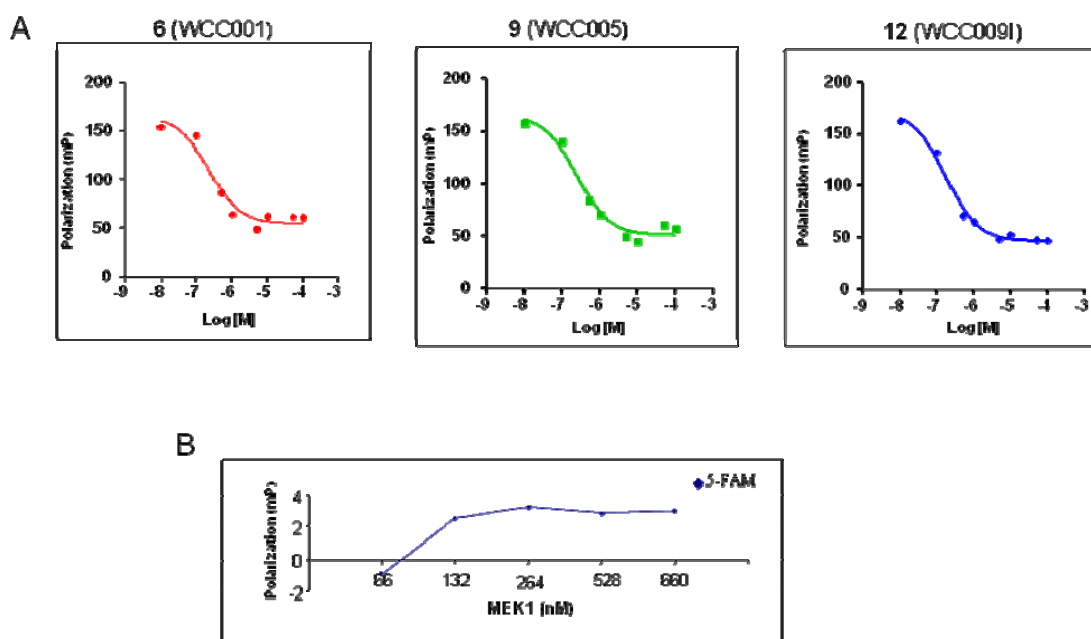 A
6 (WCC001)
9 (WCC005)
12 (WCC009I)
200
150
100
50
0
Polarization (mP)
-9 -8 -7 -6 -5 -4 -3
Log [M]
200
150
100
50
0
Polarization (mP)
-9 -8 -7 -6 -5 -4 -3
Log [M]
200
150
100
50
0
Polarization (mP)
-9 -8 -7 -6 -5 -4 -3
Log [M]
B
5-FAM
4
2
0
-2
Polarization (mP)
66 132 264 528 660
MEK1 (nM)